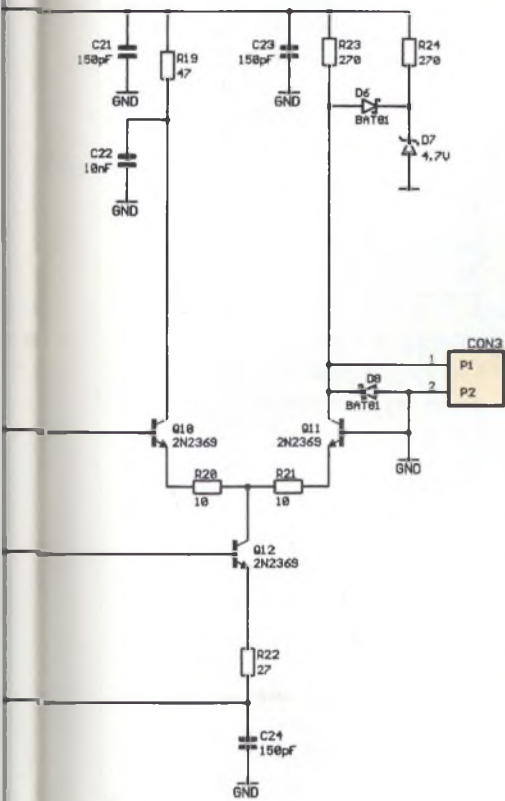 C21
150pF
GND
R19
47
C23
150pF
GND
R23
270
R24
270
D6
BAT81
D7
4.7V
C22
10nF
GND
CON3
1
P1
2
P2
D8
BAT81
GND
Q10
2N2369
Q11
2N2369
R20
10
R21
10
Q12
2N2369
R22
27
C24
150pF
GND